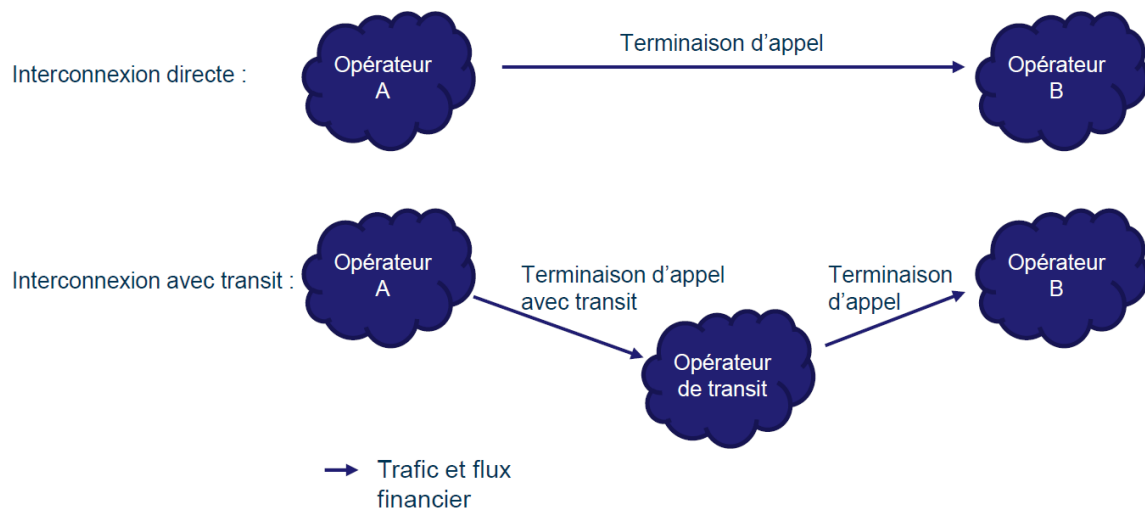 Terminaison d'appel
Interconnexion directe :
Opérateur
A
Opérateur
B
Interconnexion avec transit :
Opérateur
A
Terminaison d'appel
avec transit
Terminaison
d'appel
Opérateur
B
Opérateur
de transit
Trafic et flux
financier